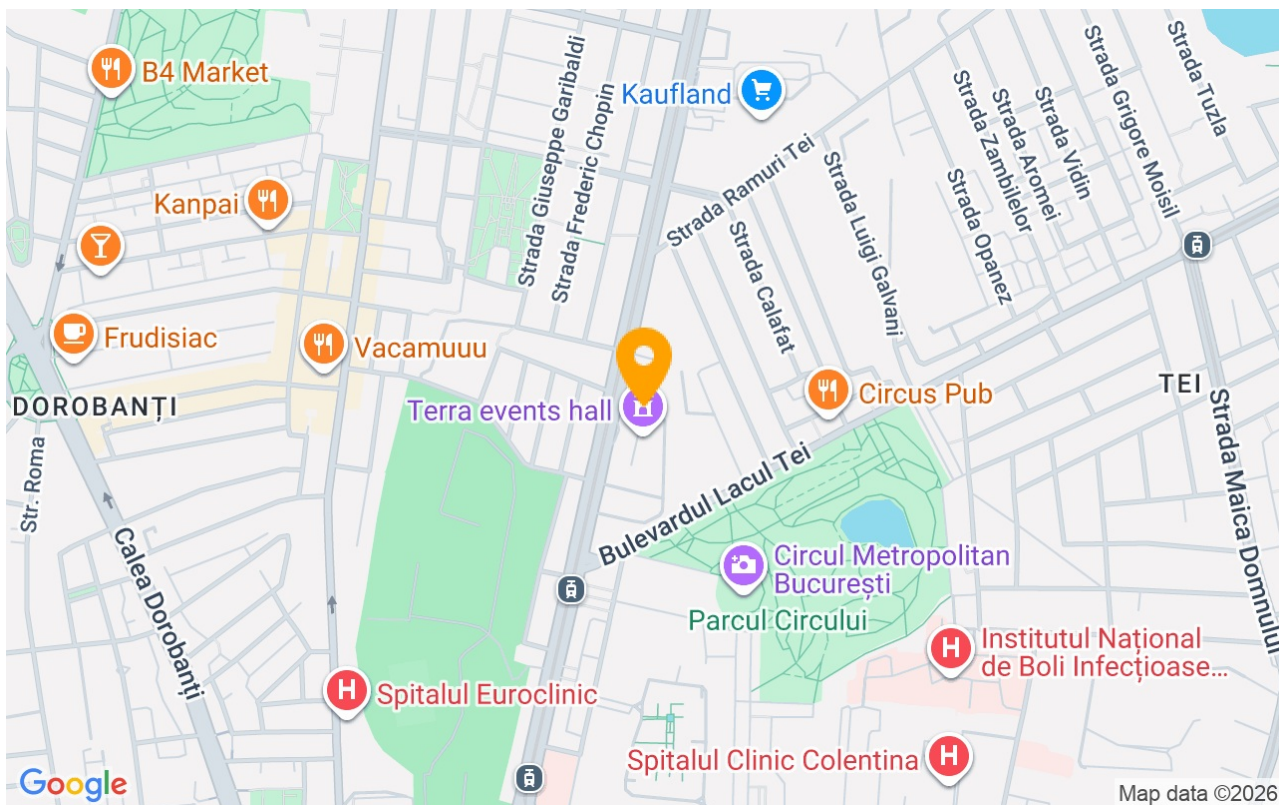 B4 Market
Kaufland
Strada Giuseppe Garibaldi
Strada Frederic Chopin
Strada Ramuri Tei
Strada Luigi Galvani
Strada Calafat
Strada Opanez
Strada Zambilelor
Strada Aromei
Strada Vidin
Strada Grigore Moisil
Strada Tuzla
Kanpai
Frudisiac
Vacamuuu
DOROBANȚI
Terra events hall
Circus Pub
TEI
Str. Roma
Calea Dorobanți
Bulevardul Lacul Tei
Strada Maica Domnului
Circul Metropolitan
București
Parcul Circului
Institutul Național
de Boli Infecțioase...
Spitalul Euroclinic
Spitalul Clinic Colentina
H
H
H
Google
Map data ©2026